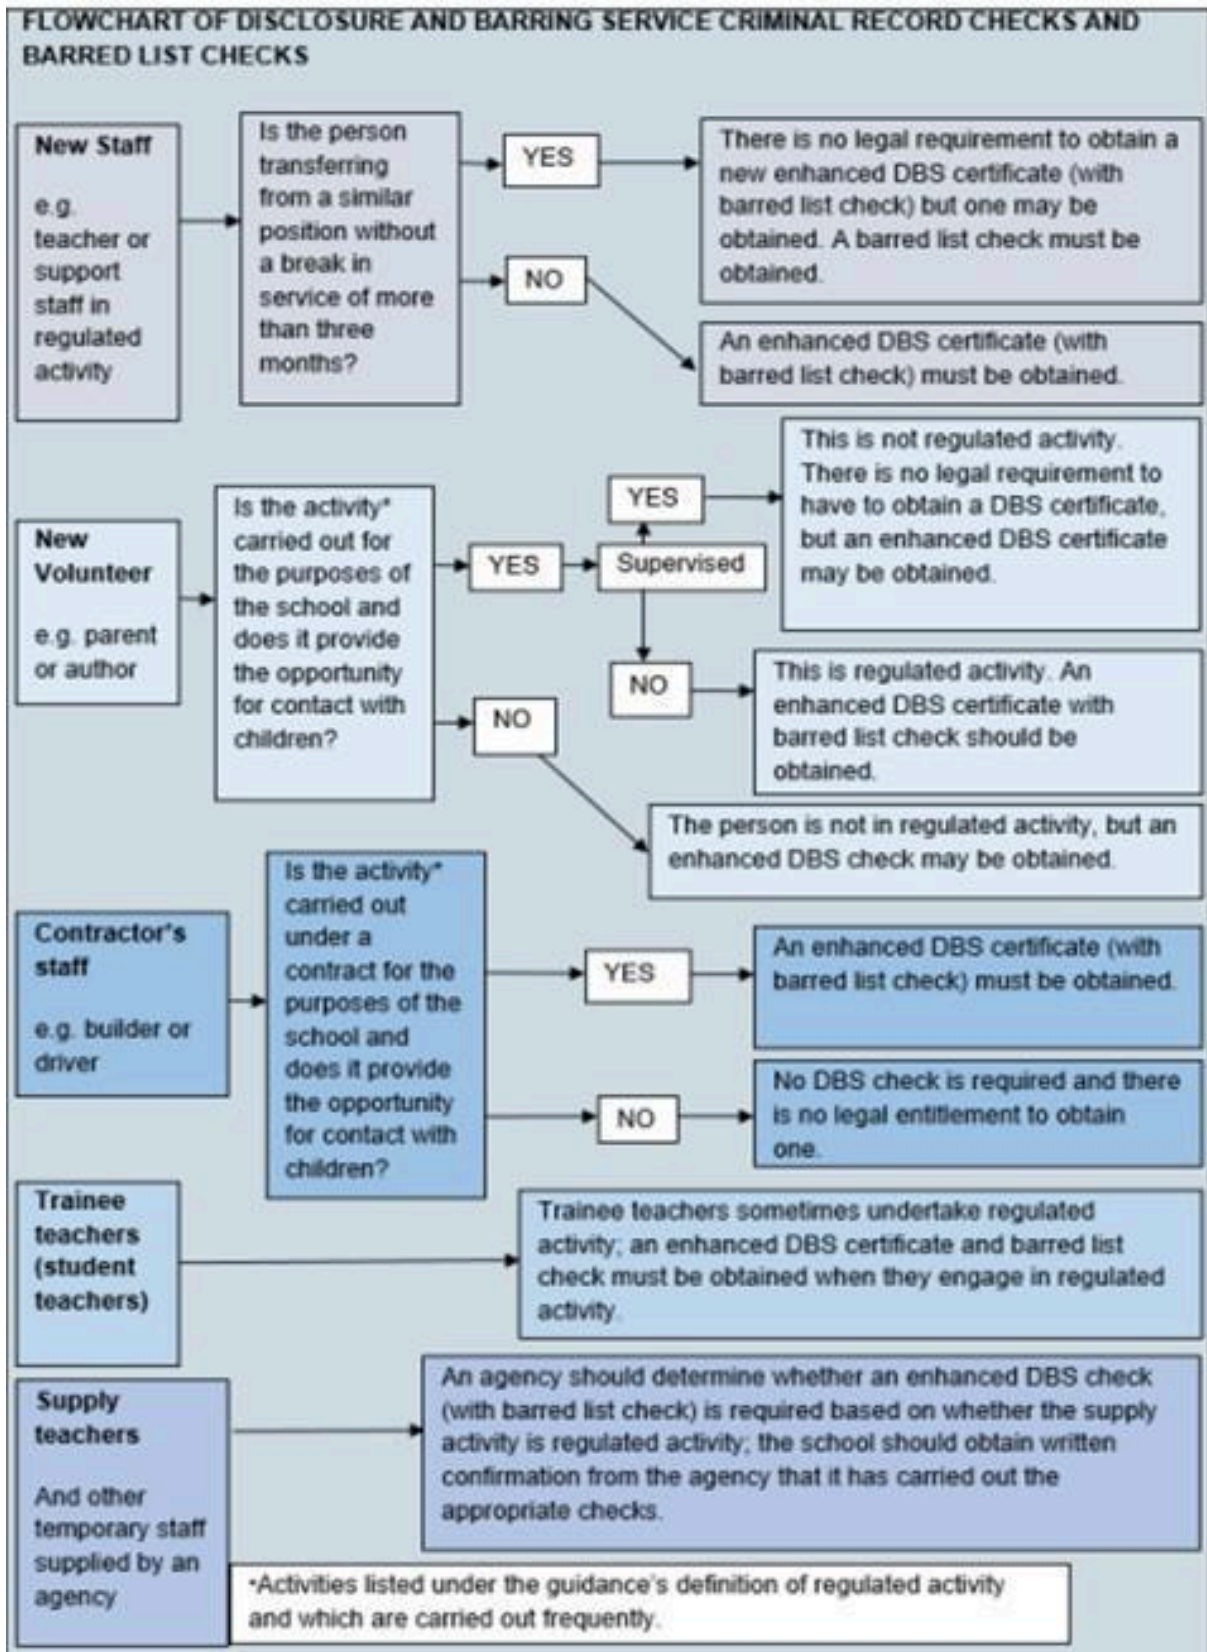 FLOWCHART OF DISCLOSURE AND BARRING SERVICE CRIMINAL RECORD CHECKS AND
BARRED LIST CHECKS
New Staff
e.g.
teacher or
support
staff in
regulated
activity
Is the person
transferring
from a similar
position without
a break in
service of more
than three
months?
YES
There is no legal requirement to obtain a
new enhanced DBS certificate (with
barred list check) but one may be
obtained. A barred list check must be
obtained.
NO
An enhanced DBS certificate (with
barred list check) must be obtained.
New
Volunteer
e.g. parent
or author
Is the activity*
carried out for
the purposes of
the school and
does it provide
the opportunity
for contact with
children?
YES
Supervised
YES
This is not regulated activity.
There is no legal requirement to
have to obtain a DBS certificate,
but an enhanced DBS certificate
may be obtained.
NO
This is regulated activity. An
enhanced DBS certificate with
barred list check should be
obtained.
NO
The person is not in regulated activity, but an
enhanced DBS check may be obtained.
Contractor's
staff
e.g. builder or
driver
Is the activity*
carried out
under a
contract for the
purposes of the
school and
does it provide
the opportunity
for contact with
children?
YES
An enhanced DBS certificate (with
barred list check) must be obtained.
NO
No DBS check is required and there
is no legal entitlement to obtain
one.
Trainee
teachers
(student
teachers)
Trainee teachers sometimes undertake regulated
activity; an enhanced DBS certificate and barred list
check must be obtained when they engage in regulated
activity.
Supply
teachers
And other
temporary staff
supplied by an
agency
An agency should determine whether an enhanced DBS check
(with barred list check) is required based on whether the supply
activity is regulated activity; the school should obtain written
confirmation from the agency that it has carried out the
appropriate checks.
*Activities listed under the guidance's definition of regulated activity
and which are carried out frequently.